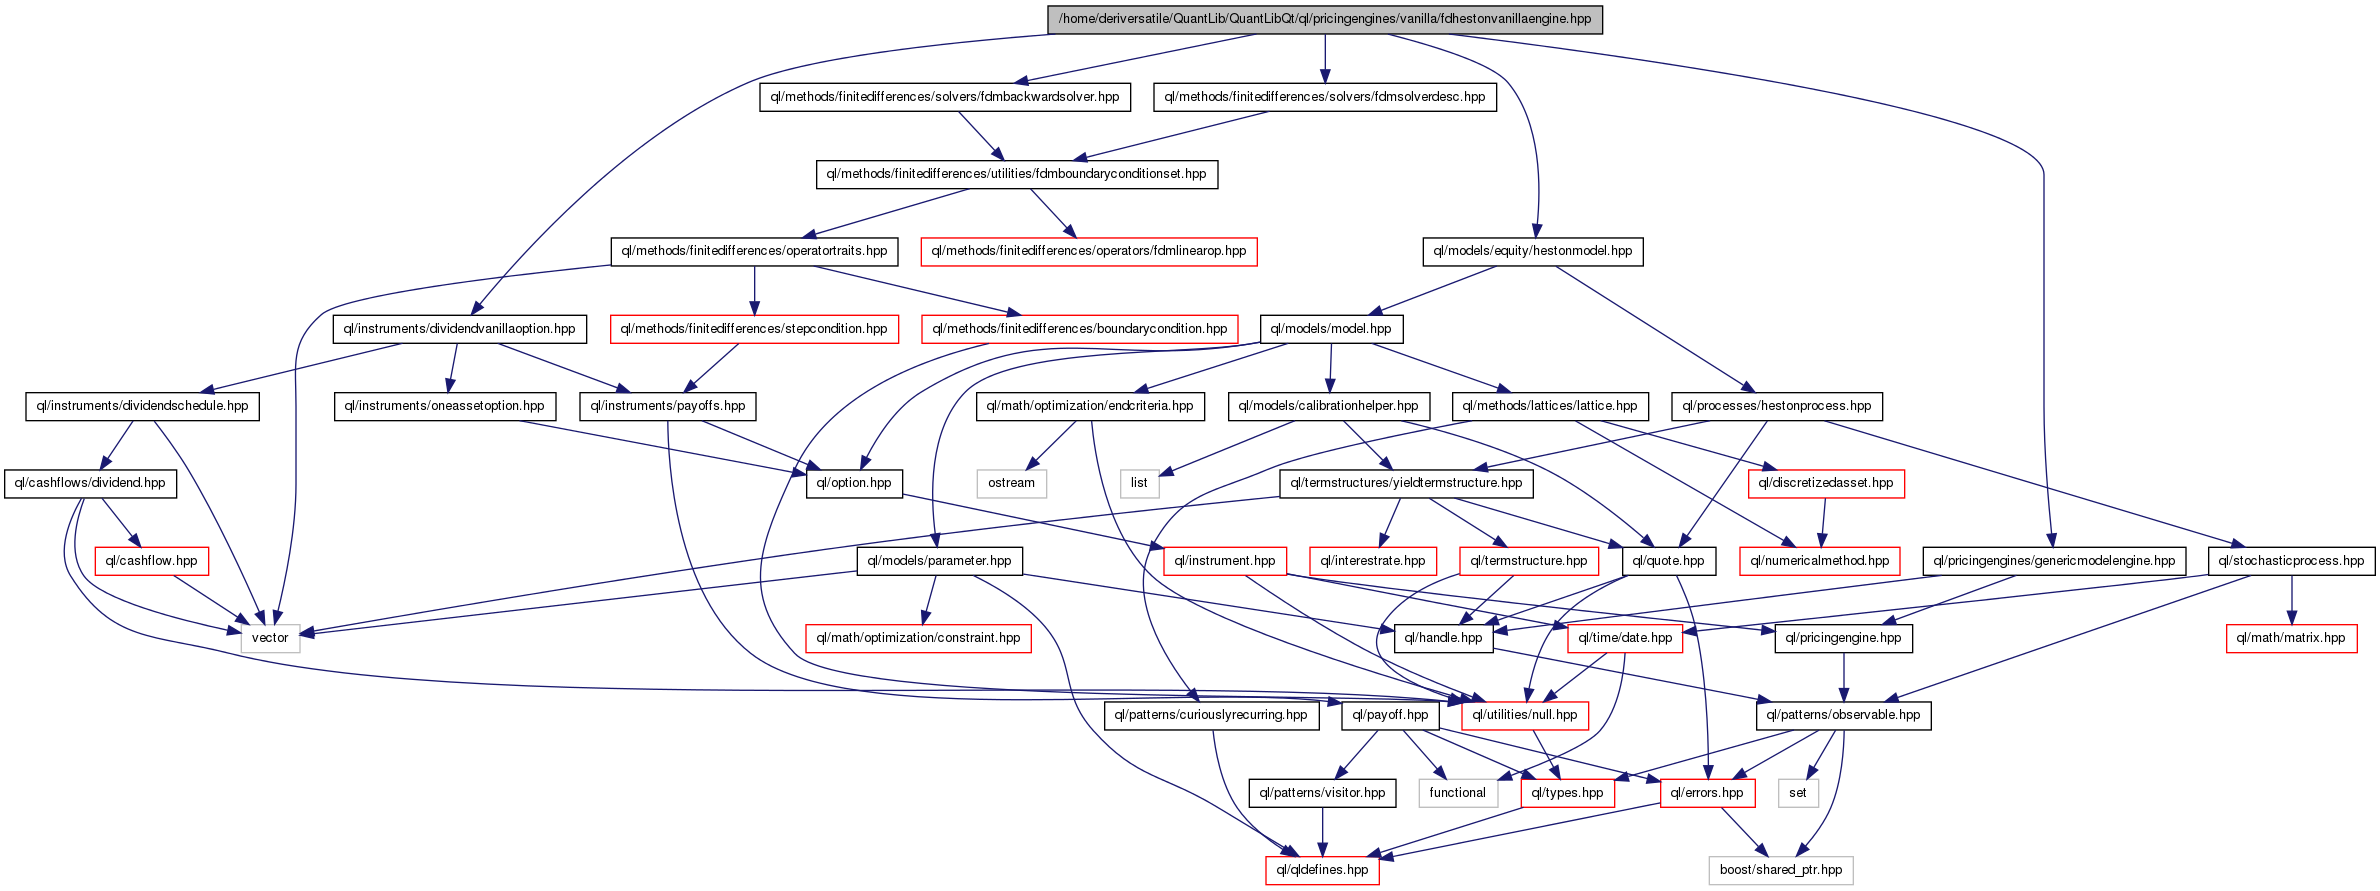 /home/deriversatile/QuantLib/QuantLibQt/ql/pricingengines/vanilla/fdhestonvanillaengine.hpp
ql/methods/finitedifferences/solvers/fdmbackwardsolver.hpp
ql/methods/finitedifferences/solvers/fdmsolverdesc.hpp
ql/methods/finitedifferences/utilities/fdmboundaryconditionset.hpp
ql/methods/finitedifferences/operatortraits.hpp
ql/methods/finitedifferences/operators/fdmlinearop.hpp
ql/models/equity/hestonmodel.hpp
ql/instruments/dividendvanillaoption.hpp
ql/methods/finitedifferences/stepcondition.hpp
ql/methods/finitedifferences/boundarycondition.hpp
ql/models/model.hpp
ql/instruments/dividendschedule.hpp
ql/instruments/oneassetoption.hpp
ql/instruments/payoffs.hpp
ql/math/optimization/endcriteria.hpp
ql/models/calibrationhelper.hpp
ql/methods/lattices/lattice.hpp
ql/processes/hestonprocess.hpp
ql/cashflows/dividend.hpp
ql/option.hpp
ostream
list
ql/termstructures/yieldtermstructure.hpp
ql/discretizedasset.hpp
ql/cashflow.hpp
ql/models/parameter.hpp
ql/instrument.hpp
ql/interestrate.hpp
ql/termstructure.hpp
ql/quote.hpp
ql/numericalmethod.hpp
ql/pricingengines/genericmodelengine.hpp
ql/stochasticprocess.hpp
vector
ql/math/optimization/constraint.hpp
ql/handle.hpp
ql/time/date.hpp
ql/pricingengine.hpp
ql/math/matrix.hpp
ql/patterns/curiouslyrecurring.hpp
ql/payoff.hpp
ql/utilities/null.hpp
ql/patterns/observable.hpp
ql/patterns/visitor.hpp
functional
ql/types.hpp
ql/errors.hpp
set
ql/qldefines.hpp
boost/shared_ptr.hpp